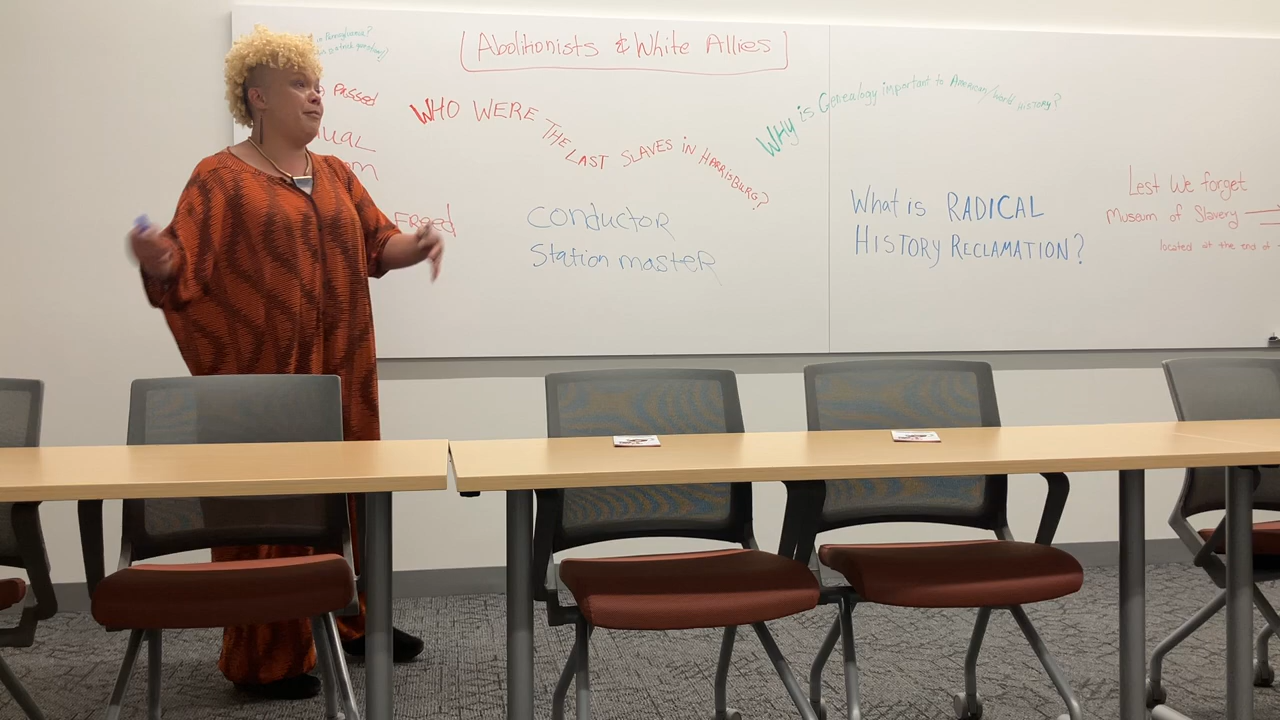 in Pennsylvania?
Abolitionists & White Allies
Passed
WHO WERE THE LAST SLAVES IN HARRISBURG?
WHY is Genealogy important to American/World HISTORY?
Freed
conductor
Station master
What is RADICAL
HISTORY RECLAMATION?
Lest We forget
Museum of Slavery
located at the end of